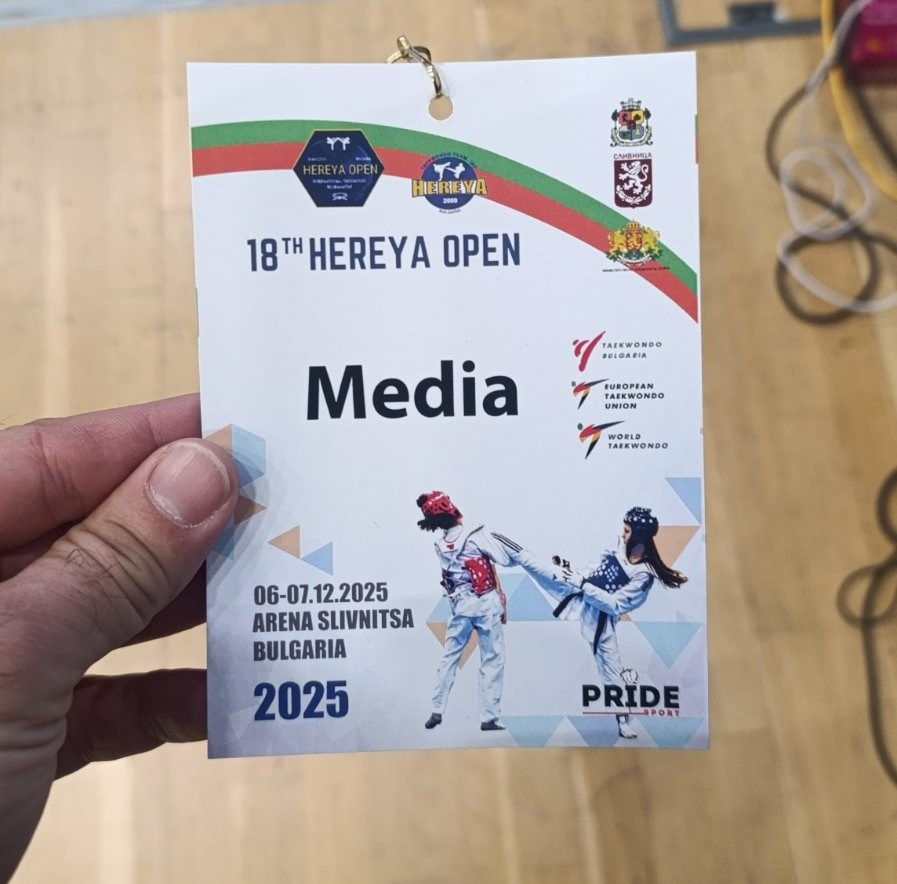 HEREYA OPEN
HEREYA
2009
СЛИВНИЦА
18TH HEREYA OPEN
Media
TAEKWONDO
BULGARIA
EUROPEAN
TAEKWONDO
UNION
WORLD
TAEKWONDO
06-07.12.2025
ARENA SLIVNITSA
BULGARIA
2025
PRIDE
SPORT